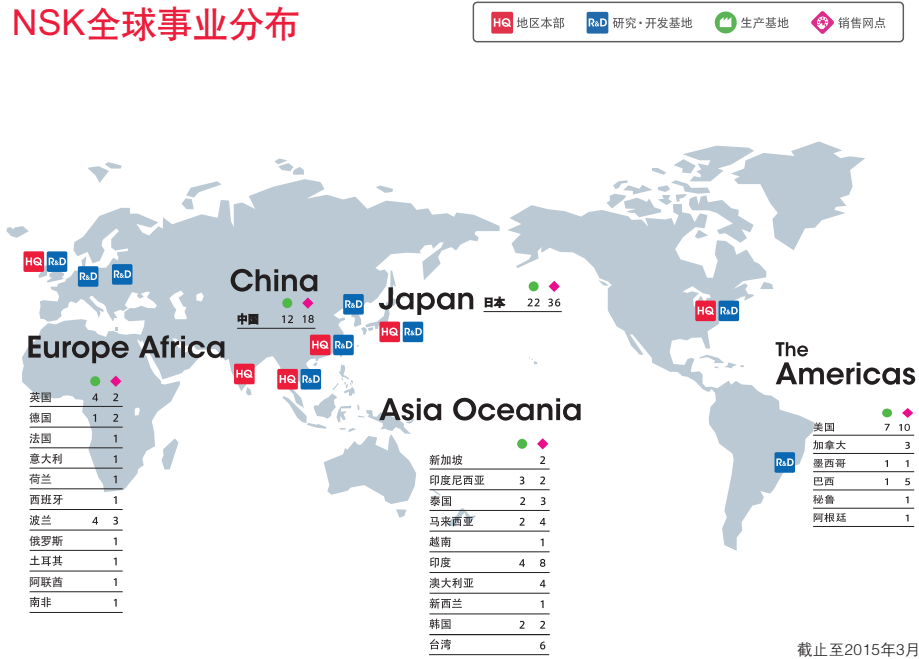 NSK全球事业分布
HQ 地区本部 R&D 研究·开发基地 生产基地 销售网点
HQ R&D
R&D
R&D
China
中国 12 18
R&D
Japan 日本 22 36
HQ R&D
HQ R&D
HQ
HQ R&D
HQ R&D
R&D
Europe Africa
英国 4 2
德国 1 2
法国 1
意大利 1
荷兰 1
西班牙 1
波兰 4 3
俄罗斯 1
土耳其 1
阿联酋 1
南非 1
Asia Oceania
新加坡 2
印度尼西亚 3 2
泰国 2 3
马来西亚 2 4
越南 1
印度 4 8
澳大利亚 4
新西兰 1
韩国 2 2
台湾 6
The
Americas
美国 7 10
加拿大 3
墨西哥 1 1
巴西 1 5
秘鲁 1
阿根廷 1
截止至2015年3月